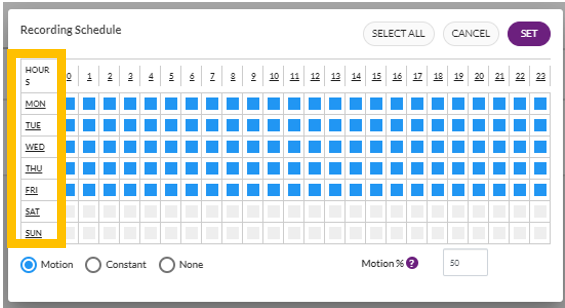 Recording Schedule SELECT ALL CANCEL SET
HOUR
S
0 1 2 3 4 5 6 7 8 9 10 11 12 13 14 15 16 17 18 19 20 21 22 23
MON
TUE
WED
THU
FRI
SAT
SUN
Motion Constant None Motion % ? 50